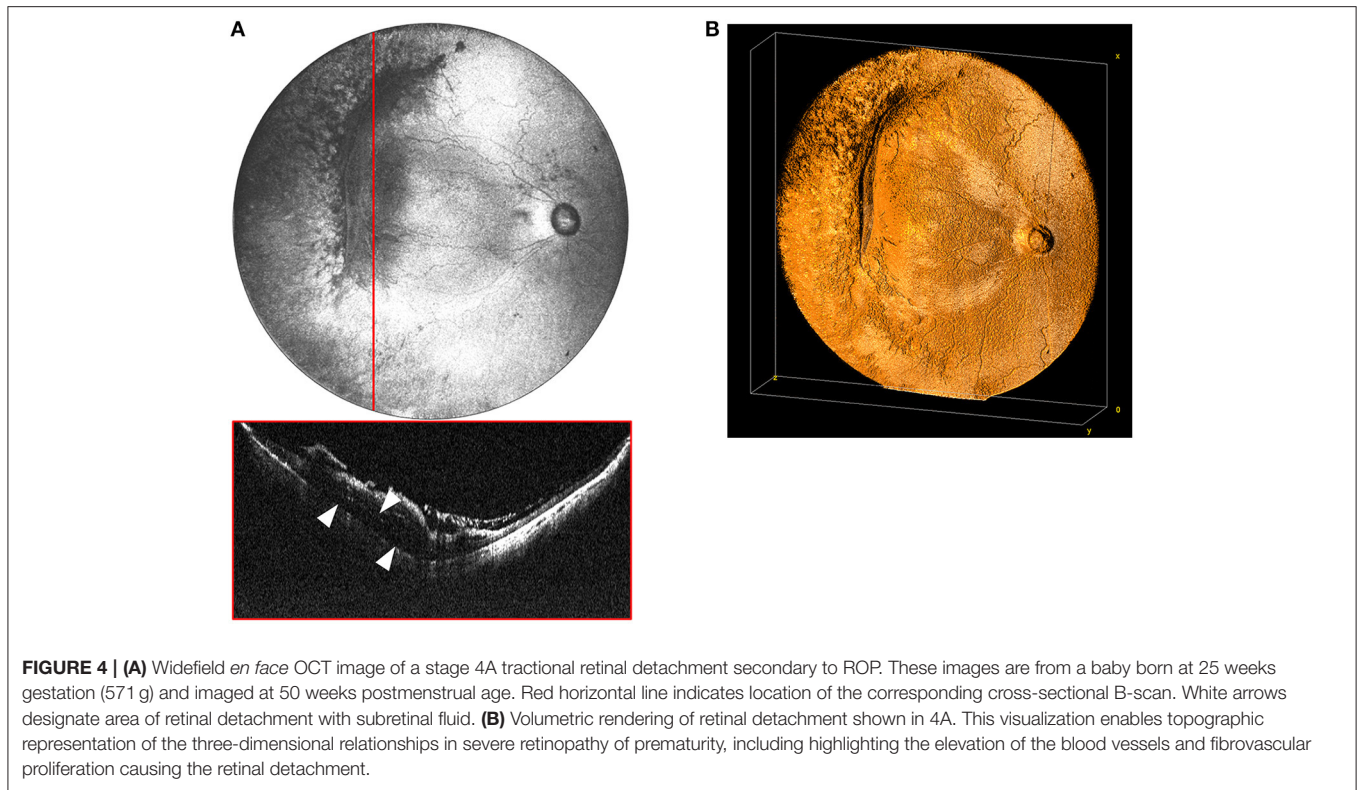 A
B
x
z
0
y
FIGURE 4 | (A) Widefield en face OCT image of a stage 4A tractional retinal detachment secondary to ROP. These images are from a baby born at 25 weeks
gestation (571 g) and imaged at 50 weeks postmenstrual age. Red horizontal line indicates location of the corresponding cross-sectional B-scan. White arrows
designate area of retinal detachment with subretinal fluid. (B) Volumetric rendering of retinal detachment shown in 4A. This visualization enables topographic
representation of the three-dimensional relationships in severe retinopathy of prematurity, including highlighting the elevation of the blood vessels and fibrovascular
proliferation causing the retinal detachment.